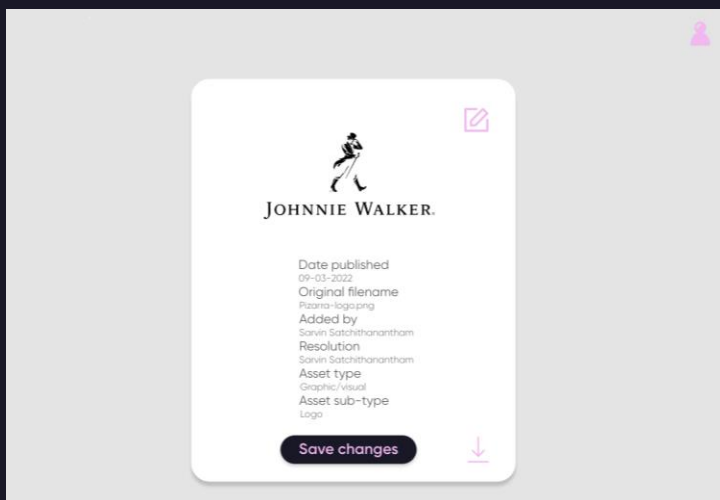 JOHNNIE WALKER.
Date published
09-03-2022
Original filename
Pizarra-logo.png
Added by
Sarvin Satchithanantham
Resolution
Sarvin Satchithanantham
Asset type
Graphic/visual
Asset sub-type
Logo
Save changes